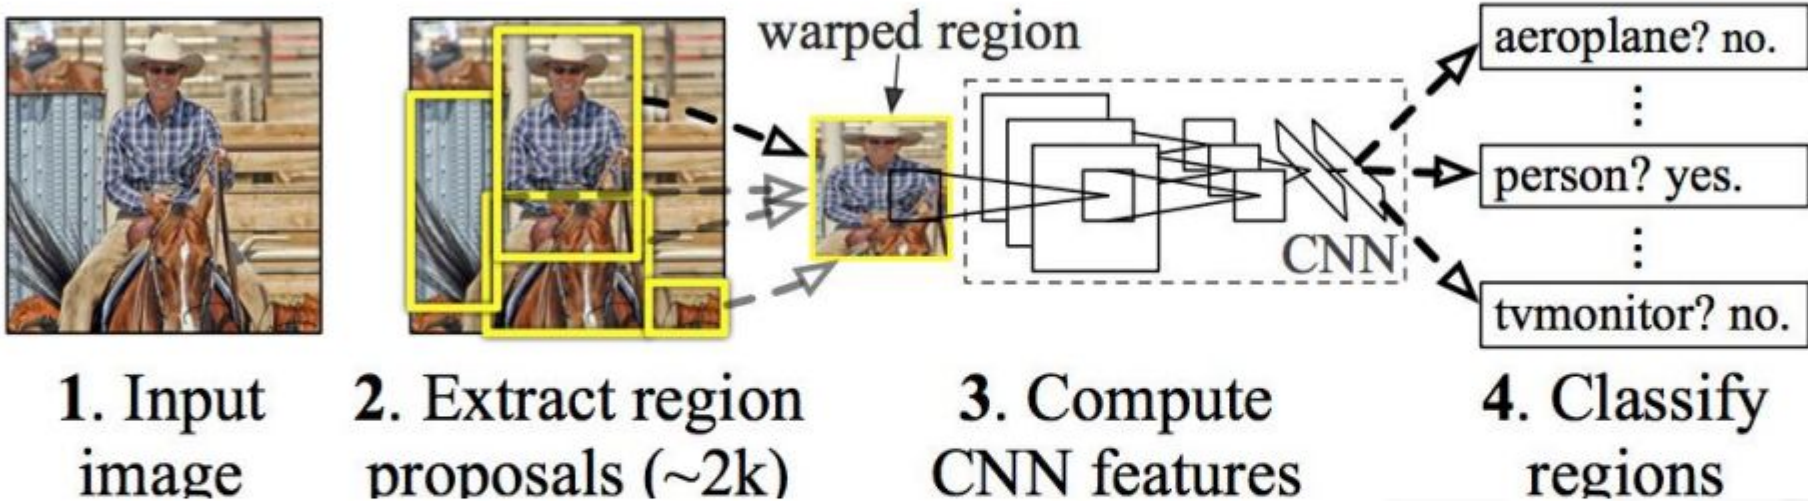 warped region
aeroplane? no.
person? yes.
CNN
tvmonitor? no.
1. Input
image
2. Extract region
proposals (~2k)
3. Compute
CNN features
4. Classify
regions